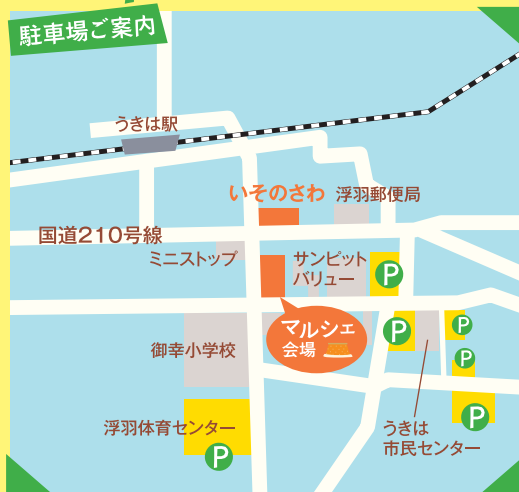 駐車場ご案内
うきは駅
いそのさわ
浮羽郵便局
国道210号線
ミニストップ
サンピット
バリュー
P
マルシェ
会場
P
P
P
御幸小学校
浮羽体育センター
P
うきは
市民センター
P